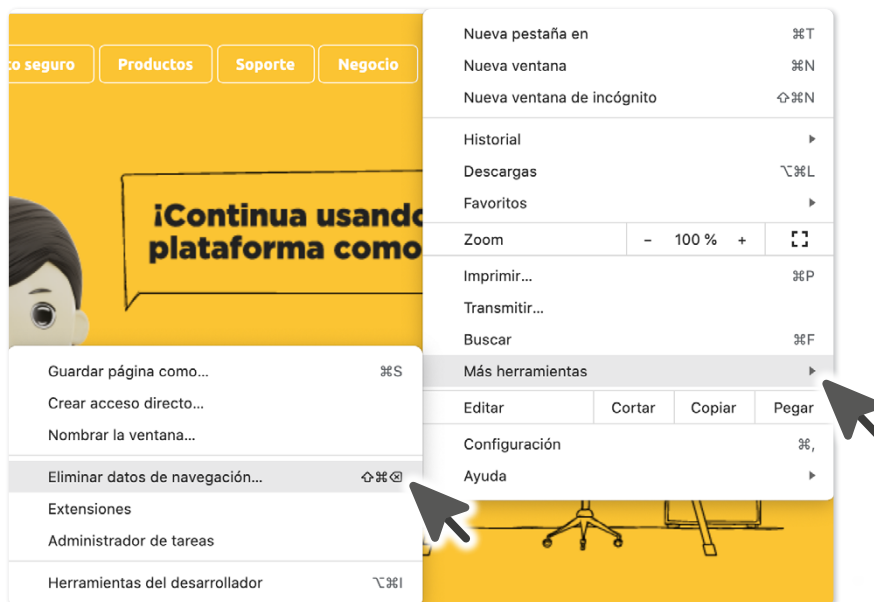 to seguro
Productos
Soporte
Negocio
¡Continua usando
plataforma como
Nueva pestaña en ⌘T
Nueva ventana ⌘N
Nueva ventana de incógnito ⇧⌘N
Historial
Descargas ⌥⌘L
Favoritos
Zoom - 100 % +
Imprimir... ⌘P
Transmitir...
Buscar ⌘F
Más herramientas
Editar Cortar Copiar Pegar
Configuración ⌘,
Ayuda
Guardar página como... ⌘S
Crear acceso directo...
Nombrar la ventana...
Eliminar datos de navegación... ⇧⌘⌫
Extensiones
Administrador de tareas
Herramientas del desarrollador ⌥⌘I